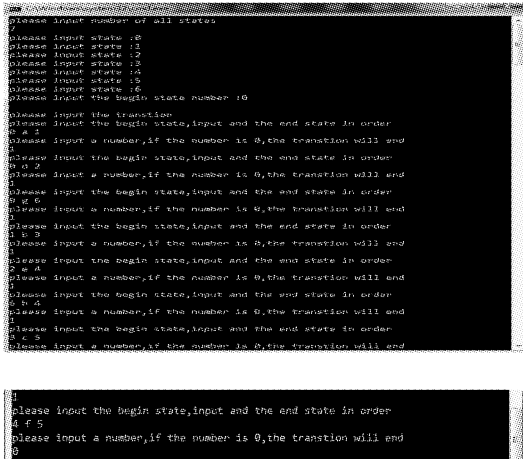 please input number of all states
7
please input state :0
please input state :1
please input state :2
please input state :3
please input state :4
please input state :5
please input state :6
please input the begin state number :0
please input the transtion
please input the begin state,input and the end state in order
0 a 1
please input a number,if the number is 0,the transtion will end
1
please input the begin state,input and the end state in order
0 d 2
please input a number,if the number is 0,the transtion will end
1
please input the begin state,input and the end state in order
0 g 6
please input a number,if the number is 0,the transtion will end
1
please input the begin state,input and the end state in order
1 b 3
please input a number,if the number is 0,the transtion will end
1
please input the begin state,input and the end state in order
2 e 4
please input a number,if the number is 0,the transtion will end
1
please input the begin state,input and the end state in order
6 h 4
please input a number,if the number is 0,the transtion will end
1
please input the begin state,input and the end state in order
3 c 5
please input a number,if the number is 0,the transtion will end
1
please input the begin state,input and the end state in order
4 f 5
please input a number,if the number is 0,the transtion will end
0